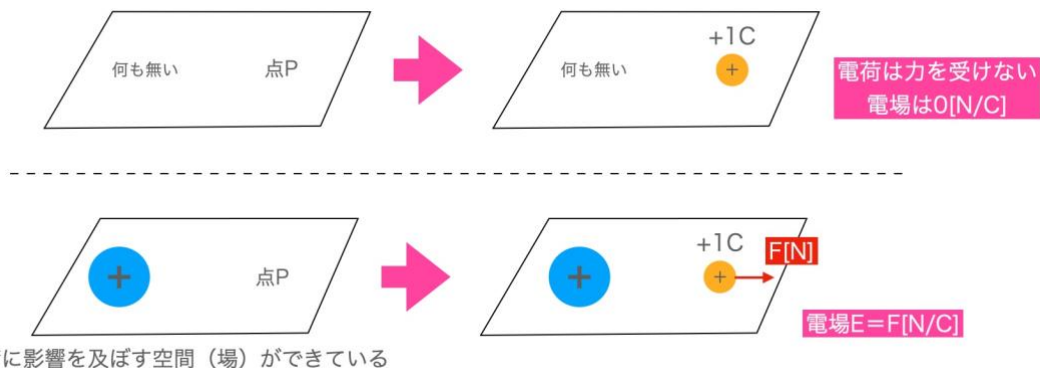 何も無い
点P
何も無い
+1C
+
電荷は力を受けない
電場は0[N/C]
+
点P
+
+1C
+
F[N]
電場E=F[N/C]
に影響を及ぼす空間（場）ができている